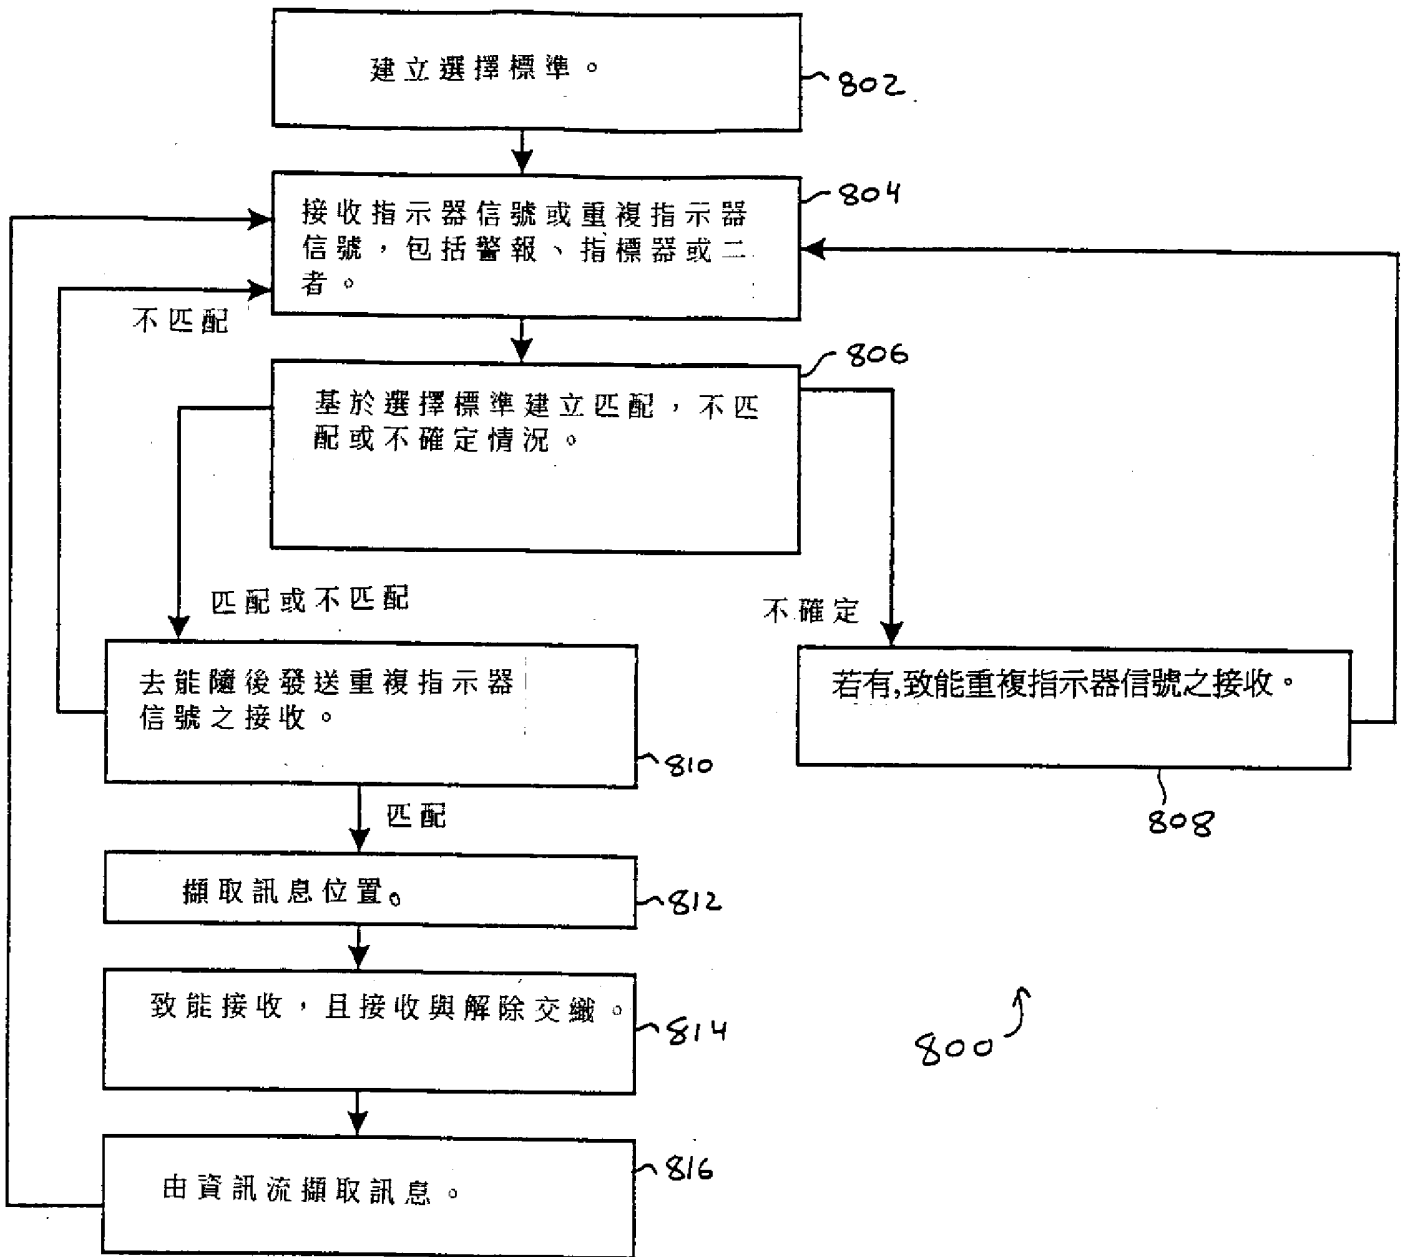 建立選擇標準。
802
接收指示器信號或重複指示器
信號，包括警報、指標器或二
者。
804
不匹配
806
基於選擇標準建立匹配，不匹
配或不確定情況。
匹配或不匹配
不確定
去能隨後發送重複指示器
信號之接收。
810
若有,致能重複指示器信號之接收。
808
匹配
擷取訊息位置。
812
致能接收，且接收與解除交織。
814
800
由資訊流擷取訊息。
816